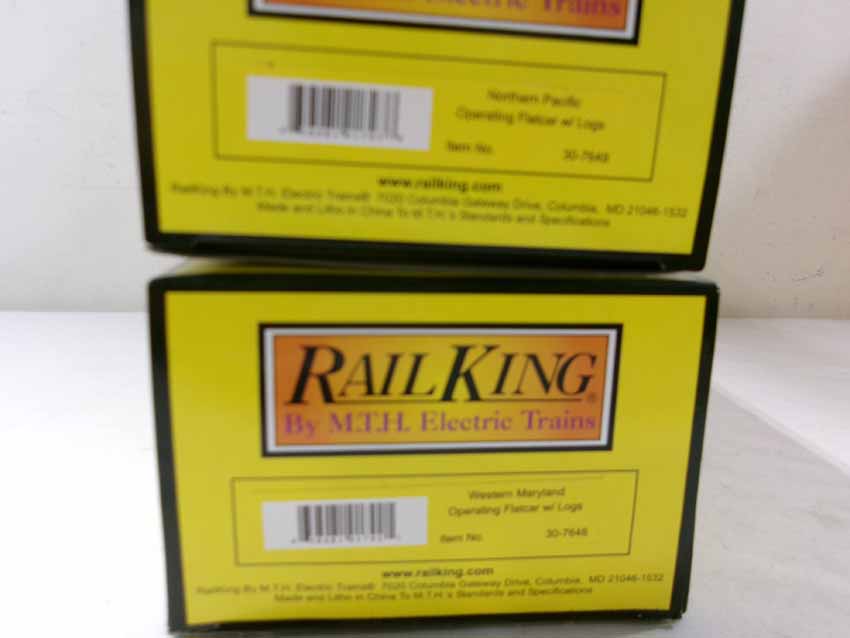 Electric Trains
Northern Pacific
Operating Flatcar w/ Logs
Item No. 30-7649
www.railking.com
RailKing By M.T.H. Electric Trains® 7020 Columbia Gateway Drive, Columbia, MD 21046-1532
Made and Litho in China To M.T.H.'s Standards and Specifications
RAILKING®
By M.T.H. Electric Trains
Western Maryland
Operating Flatcar w/ Logs
Item No. 30-7648
www.railking.com
RailKing By M.T.H. Electric Trains® 7020 Columbia Gateway Drive, Columbia, MD 21046-1532
Made and Litho in China To M.T.H.'s Standards and Specifications